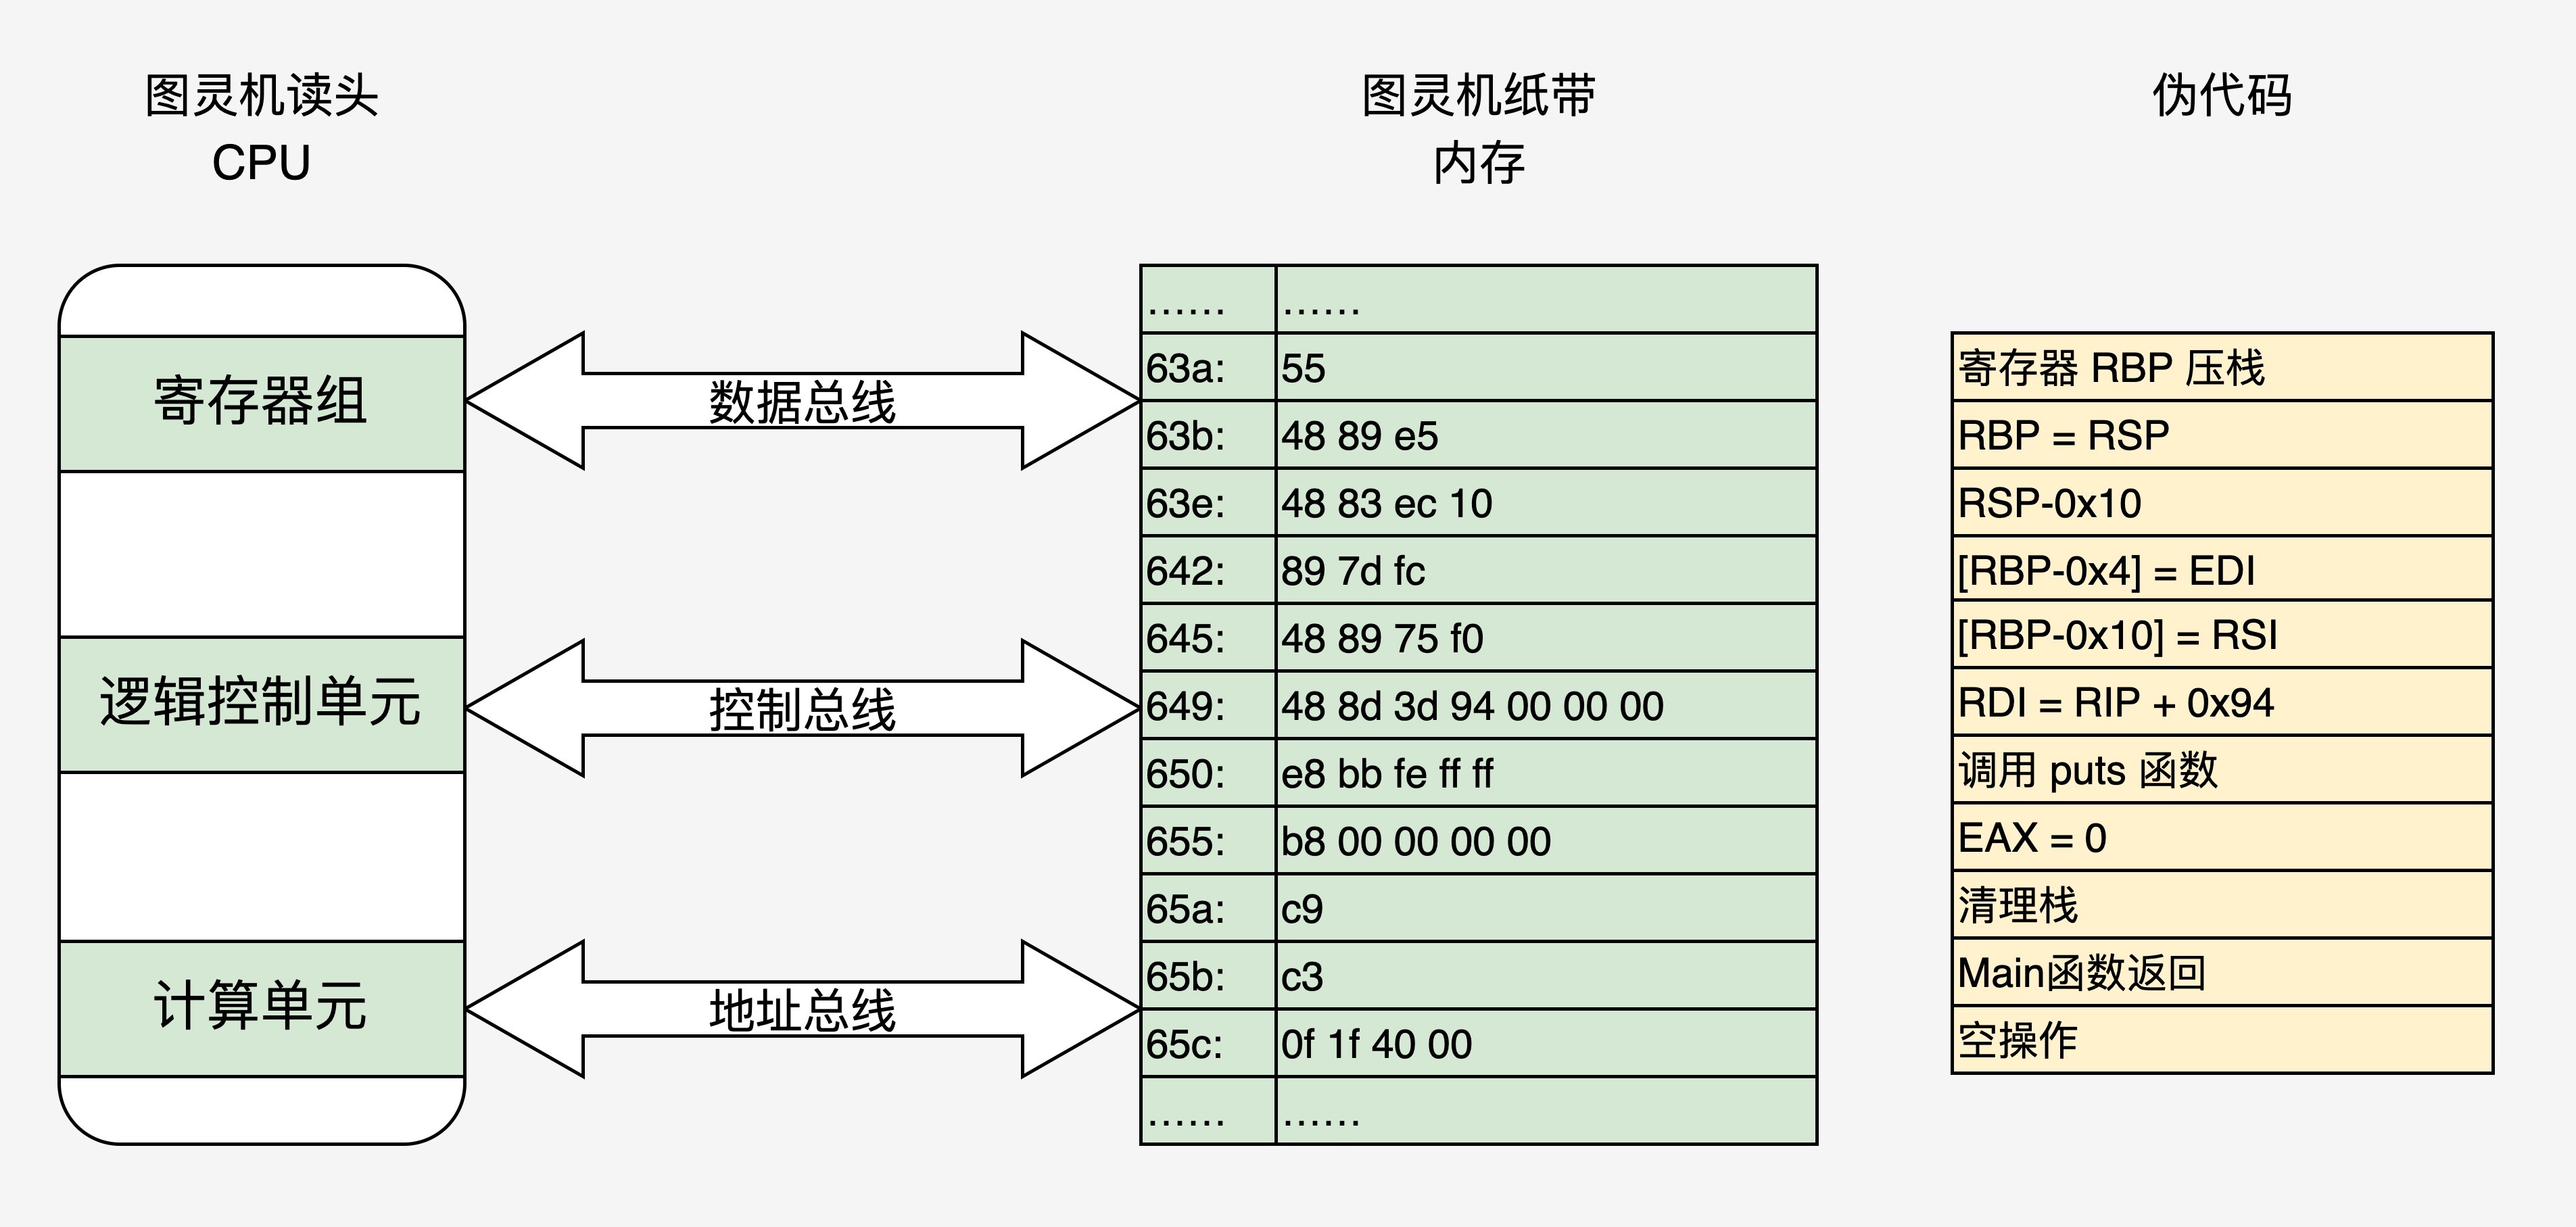 图灵机读头
CPU
图灵机纸带
内存
伪代码
寄存器组
逻辑控制单元
计算单元
数据总线
控制总线
地址总线
…… ……
63a: 55
63b: 48 89 e5
63e: 48 83 ec 10
642: 89 7d fc
645: 48 89 75 f0
649: 48 8d 3d 94 00 00 00
650: e8 bb fe ff ff
655: b8 00 00 00 00
65a: c9
65b: c3
65c: 0f 1f 40 00
…… ……
寄存器 RBP 压栈
RBP = RSP
RSP-0x10
[RBP-0x4] = EDI
[RBP-0x10] = RSI
RDI = RIP + 0x94
调用 puts 函数
EAX = 0
清理栈
Main函数返回
空操作